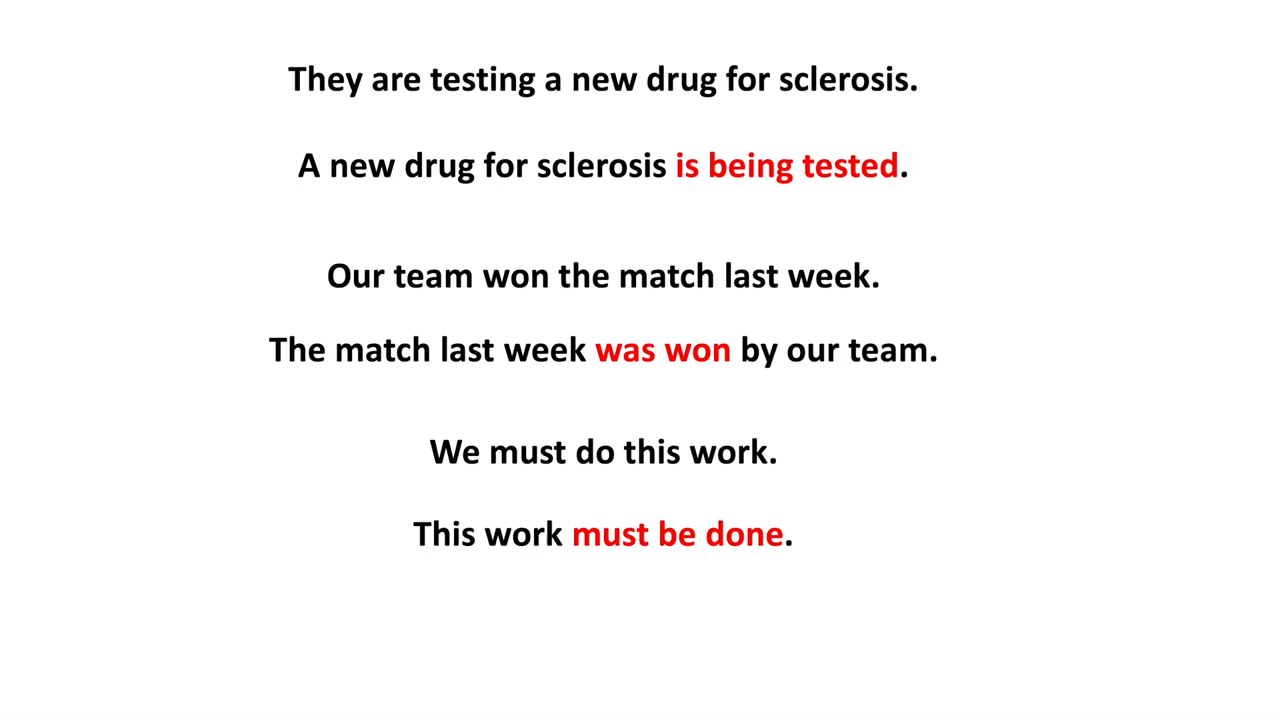 They are testing a new drug for sclerosis.
A new drug for sclerosis is being tested.
Our team won the match last week.
The match last week was won by our team.
We must do this work.
This work must be done.